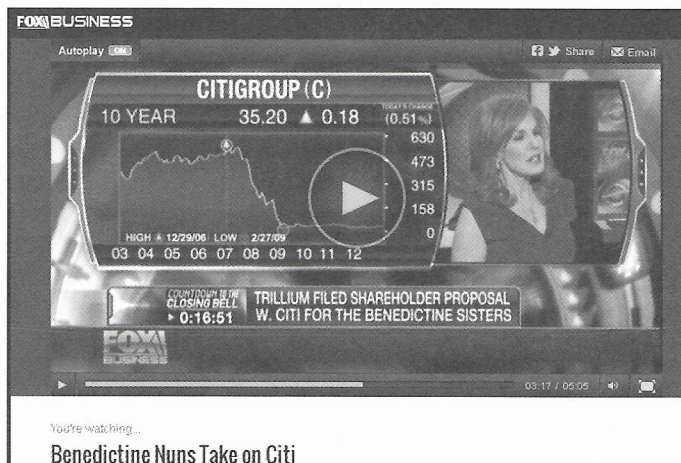 FOX BUSINESS
Autoplay ON
Share Email
CITIGROUP (C)
10 YEAR 35.20 ▲ 0.18
TODAY'S CHANGE
(0.51%)
630
473
315
158
0
HIGH ▲ 12/29/06 LOW 2/27/09
03 04 05 06 07 08 09 10 11 12
COUNTDOWN TO THE
CLOSING BELL
▸ 0:16:51
TRILLIUM FILED SHAREHOLDER PROPOSAL
W. CITI FOR THE BENEDICTINE SISTERS
FOX
BUSINESS
03:17 / 05:05
You're watching...
Benedictine Nuns Take on Citi